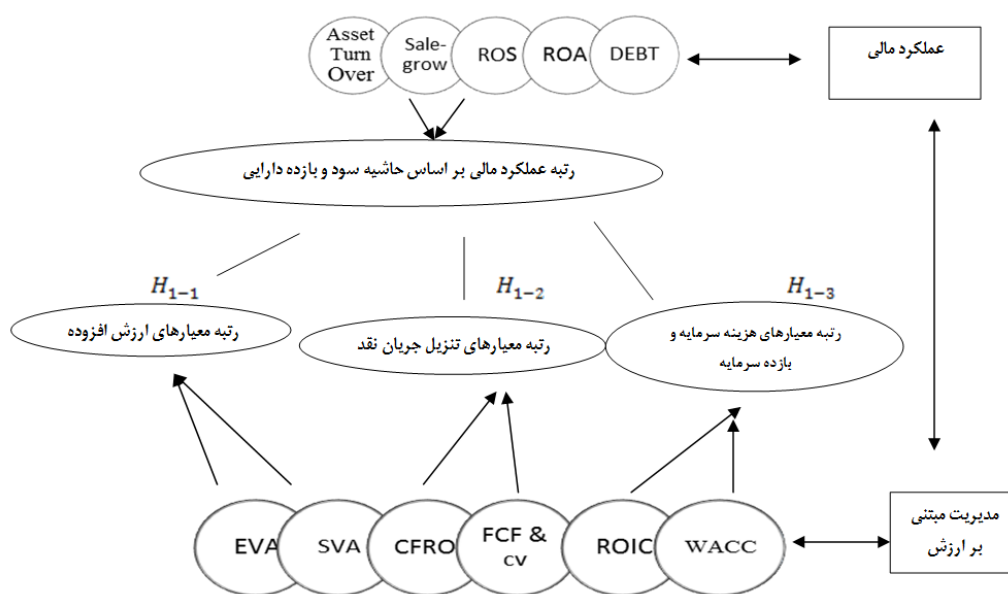 Asset
Turn
Over
Sale-
grow
ROS
ROA
DEBT
عملکرد مالی
رتبه عملکرد مالی بر اساس حاشیه سود و بازده دارایی
H1−1
H1−2
H1−3
رتبه معیارهای ارزش افزوده
رتبه معیارهای تنزیل جریان نقد
رتبه معیارهای هزینه سرمایه و
بازده سرمایه
EVA
SVA
CFRO
FCF &
cv
ROIC
WACC
مدیریت مبتنی
بر ارزش